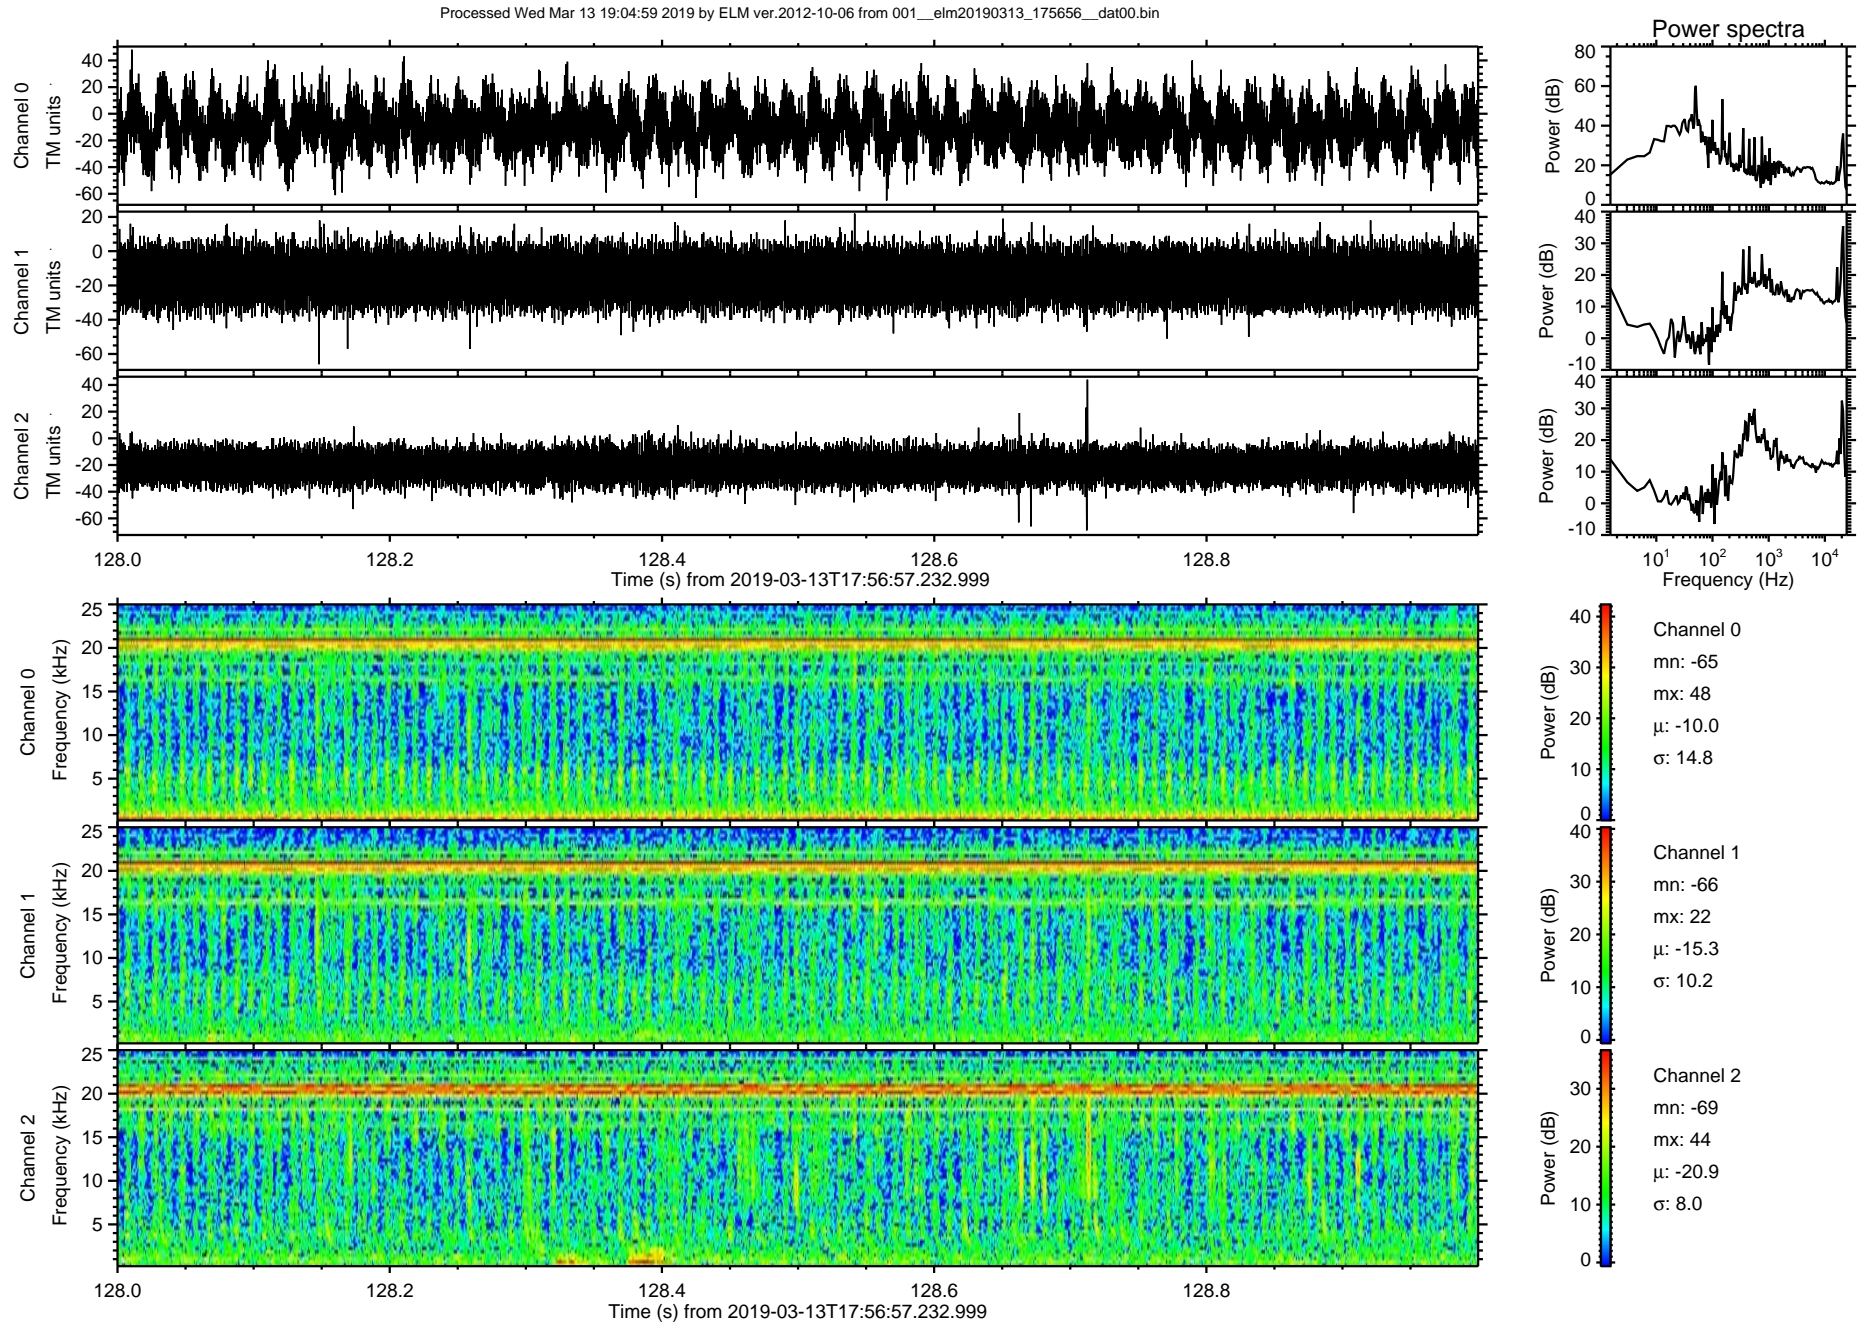 Processed Wed Mar 13 19:04:59 2019 by ELM ver.2012-10-06 from 001__elm20190313_175656__dat00.bin
Power spectra
Channel 0
TM units
40
20
0
-20
-40
-60
Power (dB)
80
60
40
20
0
Channel 1
TM units
20
0
-20
-40
-60
Power (dB)
40
30
20
10
0
-10
Channel 2
TM units
40
20
0
-20
-40
-60
Power (dB)
40
30
20
10
0
-10
128.0 128.2 128.4 128.6 128.8
Time (s) from 2019-03-13T17:56:57.232.999
10¹ 10² 10³ 10⁴
Frequency (Hz)
Channel 0
Frequency (kHz)
25
20
15
10
5
Power (dB)
40
30
20
10
0
Channel 0
mn: -65
mx: 48
µ: -10.0
σ: 14.8
Channel 1
Frequency (kHz)
25
20
15
10
5
Power (dB)
40
30
20
10
0
Channel 1
mn: -66
mx: 22
µ: -15.3
σ: 10.2
Channel 2
Frequency (kHz)
25
20
15
10
5
Power (dB)
30
20
10
0
Channel 2
mn: -69
mx: 44
µ: -20.9
σ: 8.0
128.0 128.2 128.4 128.6 128.8
Time (s) from 2019-03-13T17:56:57.232.999